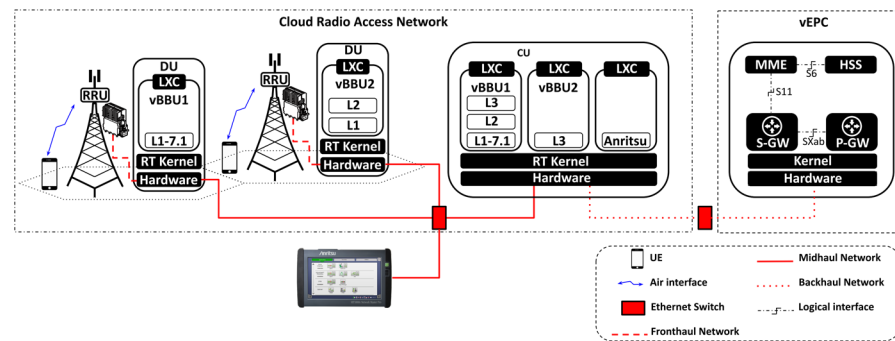 Cloud Radio Access Network
vEPC
DU
LXC
vBBU1
L1-7.1
RT Kernel
Hardware
RRU
DU
LXC
vBBU2
L2
L1
RT Kernel
Hardware
RRU
CU
LXC
vBBU1
L3
L2
L1-7.1
LXC
vBBU2
L3
LXC
Anritsu
RT Kernel
Hardware
MME
S6
HSS
S11
S-GW
SXab
P-GW
Kernel
Hardware
Anritsu
UE
Air interface
Ethernet Switch
Fronthaul Network
Midhaul Network
Backhaul Network
Logical interface